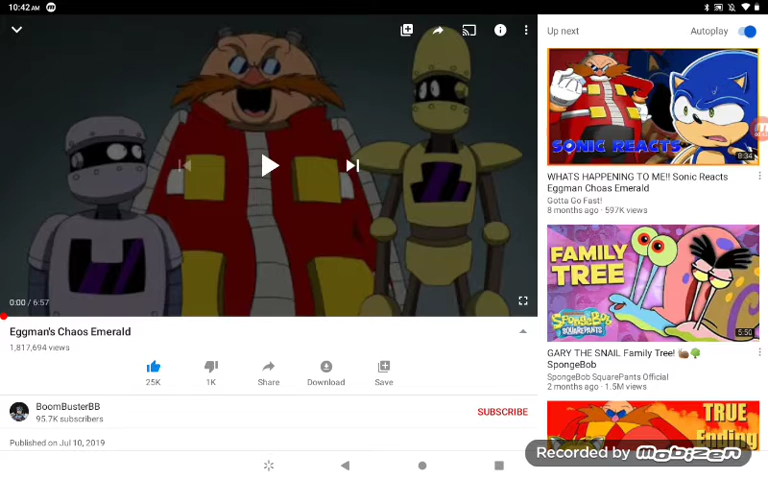 10:42 AM
Up next
Autoplay
SONIC REACTS
8:34
WHATS HAPPENING TO ME!! Sonic Reacts
Eggman Choas Emerald
Gotta Go Fast!
8 months ago · 597K views
FAMILY
TREE
SpongeBob
SQUAREPANTS
5:50
GARY THE SNAIL Family Tree! 🐌🌳
SpongeBob
SpongeBob SquarePants Official
2 months ago · 1.5M views
TRUE
Ending
0:00 / 6:57
Eggman's Chaos Emerald
1,817,694 views
25K
1K
Share
Download
Save
BoomBusterBB
95.7K subscribers
SUBSCRIBE
Published on Jul 10, 2019
Recorded by mobizen